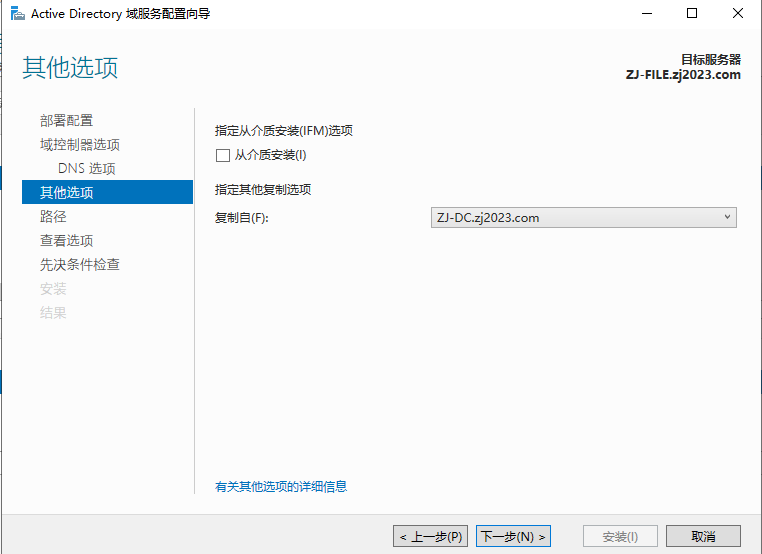 Active Directory 域服务配置向导
其他选项
目标服务器
ZJ-FILE.zj2023.com
部署配置
域控制器选项
DNS 选项
其他选项
路径
查看选项
先决条件检查
安装
结果
指定从介质安装(IFM)选项
从介质安装(I)
指定其他复制选项
复制自(F):
ZJ-DC.zj2023.com
有关其他选项的详细信息
< 上一步(P)
下一步(N) >
安装(I)
取消